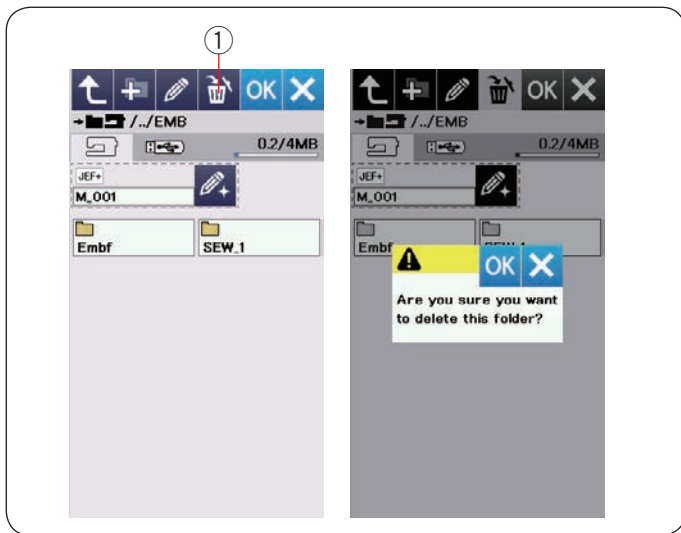 1
OK
/../EMB
0.2/4MB
JEF+
M_001
Embf
SEW_1
OK
/../EMB
0.2/4MB
JEF+
M_001
Embf
SEW_1
OK
Are you sure you want
to delete this folder?